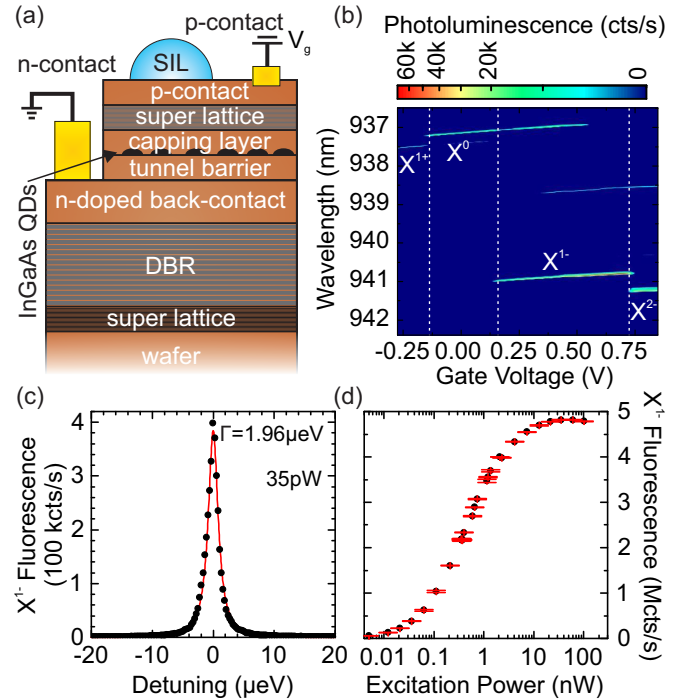 (a)
p-contact
V_g
n-contact
SIL
p-contact
super lattice
capping layer
tunnel barrier
n-doped back-contact
InGaAs QDs
DBR
super lattice
wafer
(b)
Photoluminescence (cts/s)
60k 40k 20k 0
Wavelength (nm)
937
938
939
940
941
942
X¹⁺
X⁰
X¹⁻
X²⁻
-0.25 0.00 0.25 0.50 0.75
Gate Voltage (V)
(c)
Γ=1.96µeV
35pW
X¹⁻ Fluorescence
(100 kcts/s)
4
3
2
1
0
-20 -10 0 10 20
Detuning (µeV)
(d)
X¹⁻ Fluorescence (Mcts/s)
5
4
3
2
1
0
0.01 0.1 1 10 100
Excitation Power (nW)